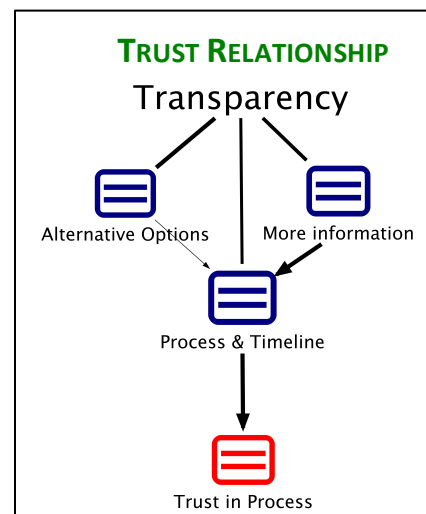 TRUST RELATIONSHIP
Transparency
Alternative Options
More information
Process & Timeline
Trust in Process